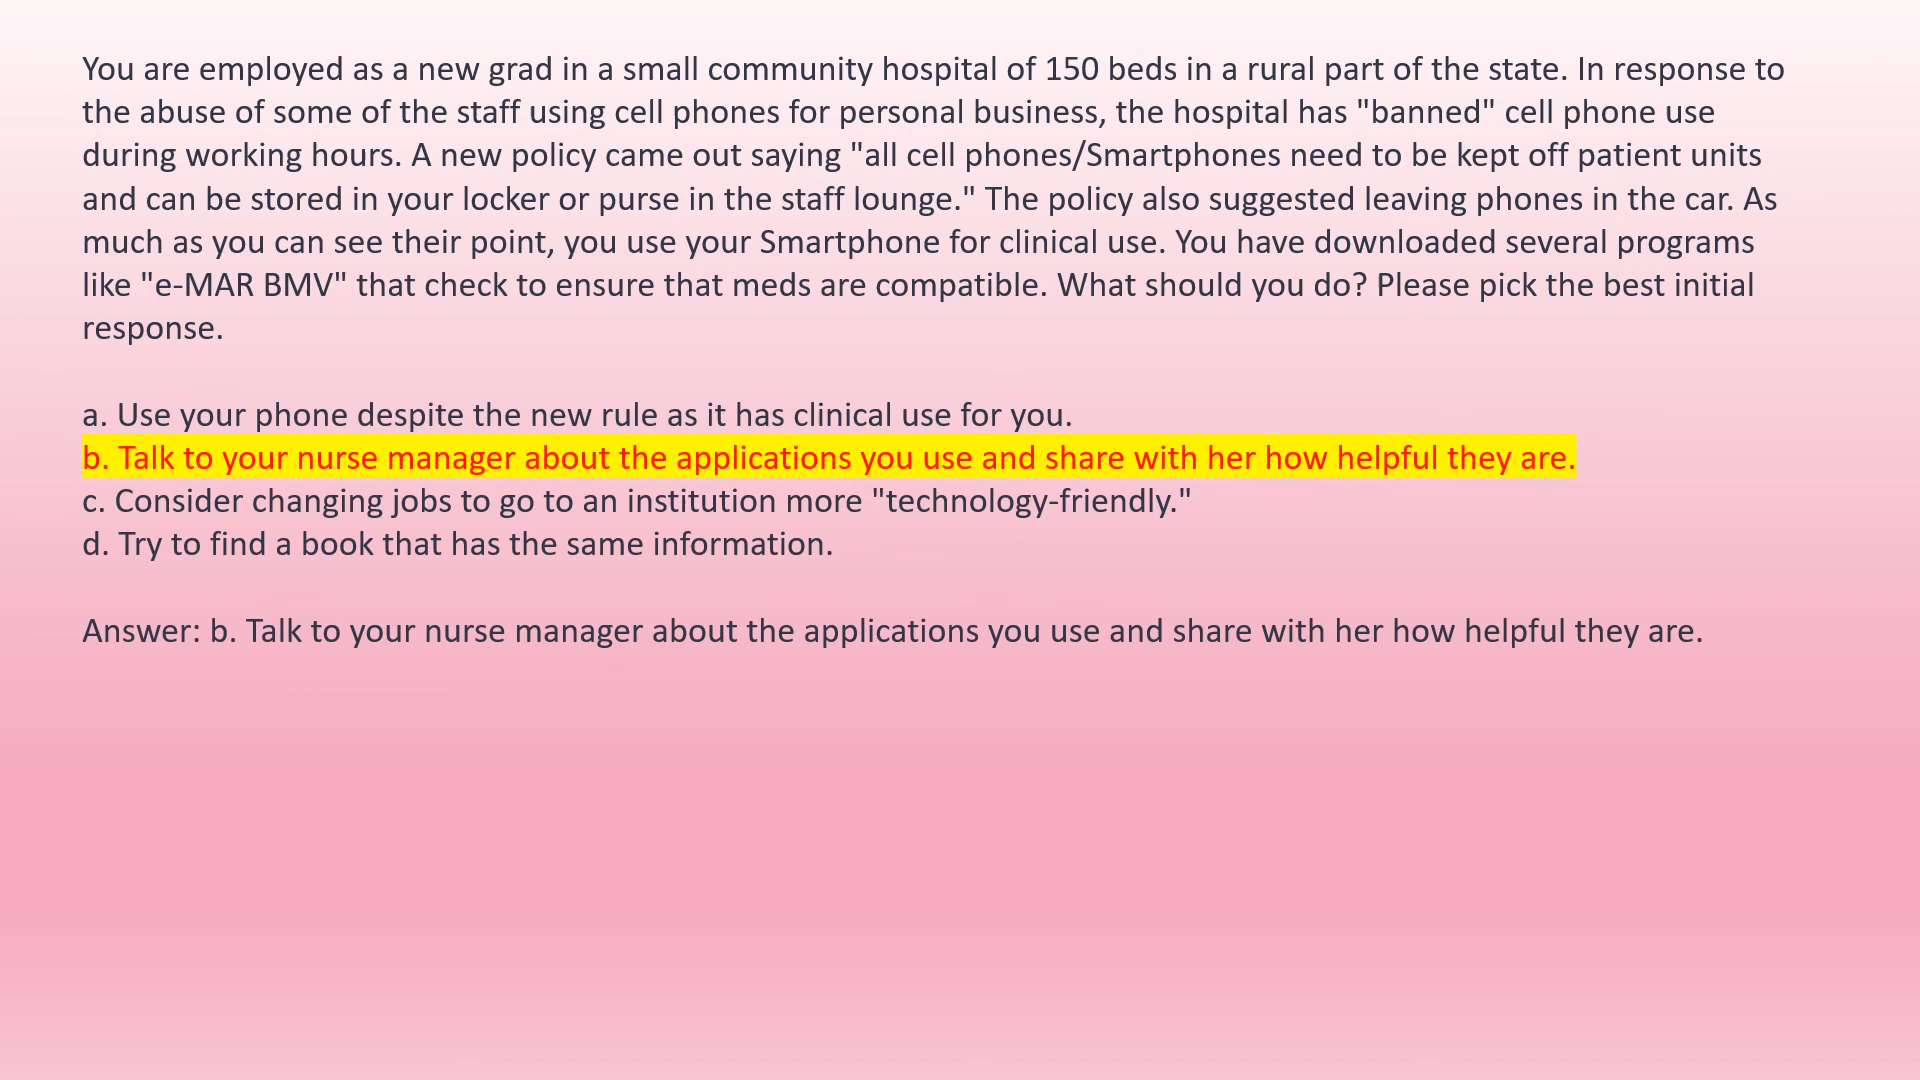 You are employed as a new grad in a small community hospital of 150 beds in a rural part of the state. In response to
the abuse of some of the staff using cell phones for personal business, the hospital has "banned" cell phone use
during working hours. A new policy came out saying "all cell phones/Smartphones need to be kept off patient units
and can be stored in your locker or purse in the staff lounge." The policy also suggested leaving phones in the car. As
much as you can see their point, you use your Smartphone for clinical use. You have downloaded several programs
like "e-MAR BMV" that check to ensure that meds are compatible. What should you do? Please pick the best initial
response.
a. Use your phone despite the new rule as it has clinical use for you.
b. Talk to your nurse manager about the applications you use and share with her how helpful they are.
c. Consider changing jobs to go to an institution more "technology-friendly."
d. Try to find a book that has the same information.
Answer: b. Talk to your nurse manager about the applications you use and share with her how helpful they are.